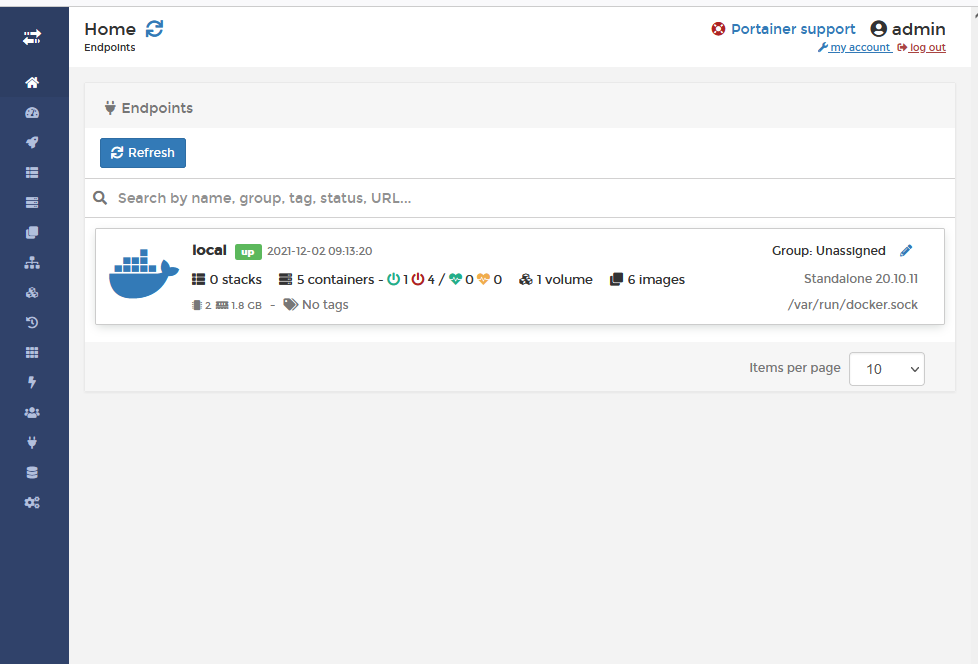 Home
Portainer support admin
Endpoints
my account log out
Endpoints
Refresh
Search by name, group, tag, status, URL...
local up 2021-12-02 09:13:20 Group: Unassigned
0 stacks 5 containers - 1 4 / 0 0 1 volume 6 images Standalone 20.10.11
2 1.8 GB - No tags /var/run/docker.sock
Items per page 10